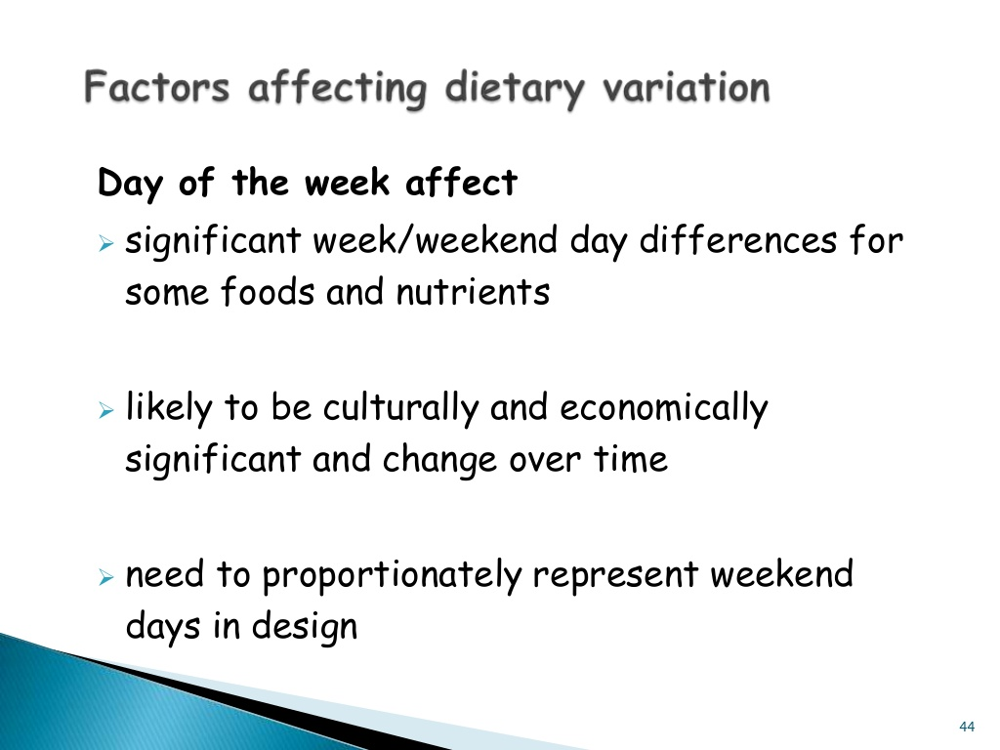 Factors affecting dietary variation
Day of the week affect
➢ significant week/weekend day differences for
some foods and nutrients
➢ likely to be culturally and economically
significant and change over time
➢ need to proportionately represent weekend
days in design
44